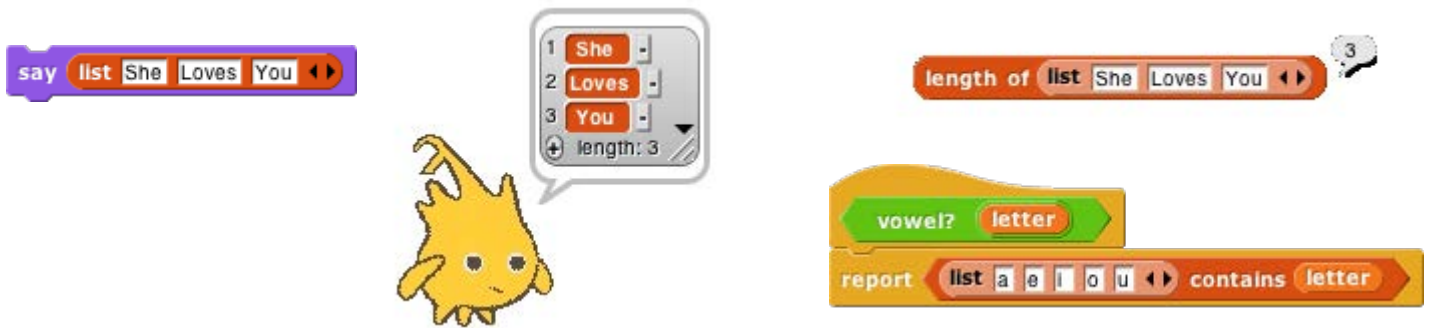 say list She Loves You
1 She -
2 Loves -
3 You -
+ length: 3
length of list She Loves You
3
vowel? letter
report list a e i o u contains letter